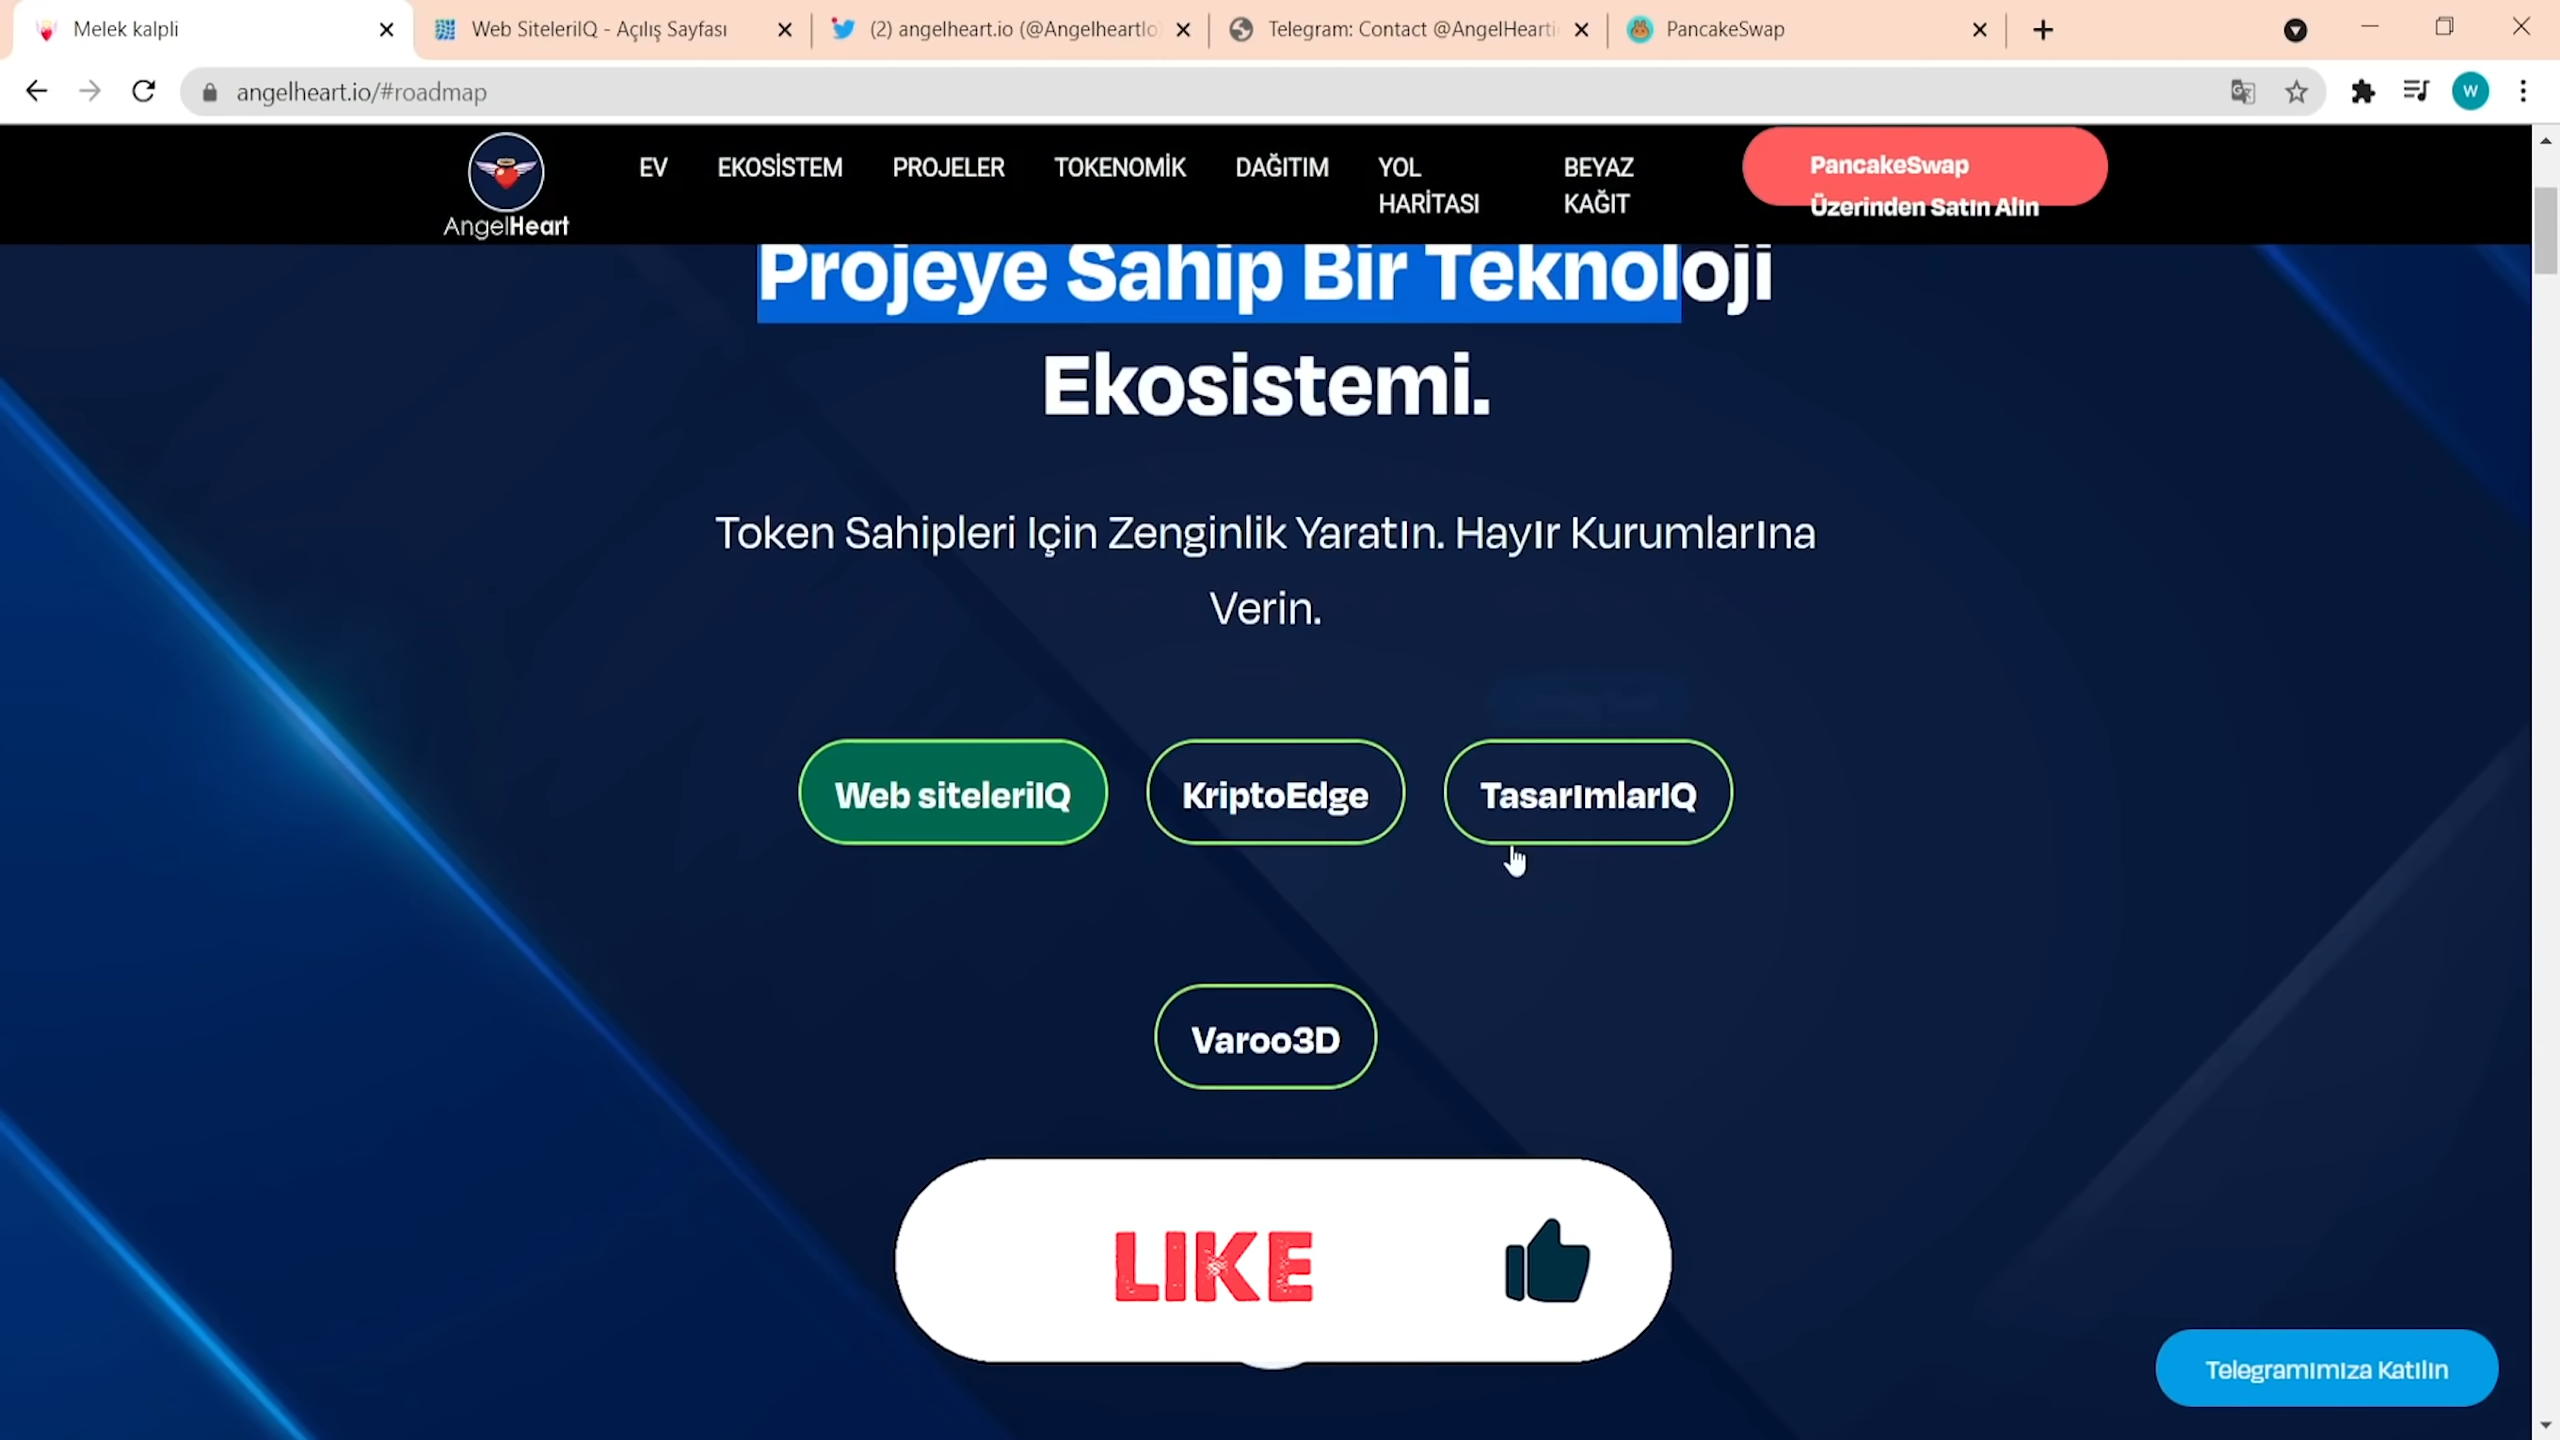 Melek kalpli
Web SiteleriIQ - Açılış Sayfası
(2) angelheart.io (@AngelheartIo
Telegram: Contact @AngelHearti
PancakeSwap
angelheart.io/#roadmap
W
AngelHeart
EV
EKOSİSTEM
PROJELER
TOKENOMİK
DAĞITIM
YOL
HARİTASI
BEYAZ
KAĞIT
PancakeSwap
Üzerinden Satın Alın
Projeye Sahip Bir Teknoloji
Ekosistemi.
Token Sahipleri Için Zenginlik Yaratın. Hayır Kurumlarına
Verin.
Web siteleriIQ
KriptoEdge
TasarımlarIQ
Varoo3D
LIKE
Telegramımıza Katılın